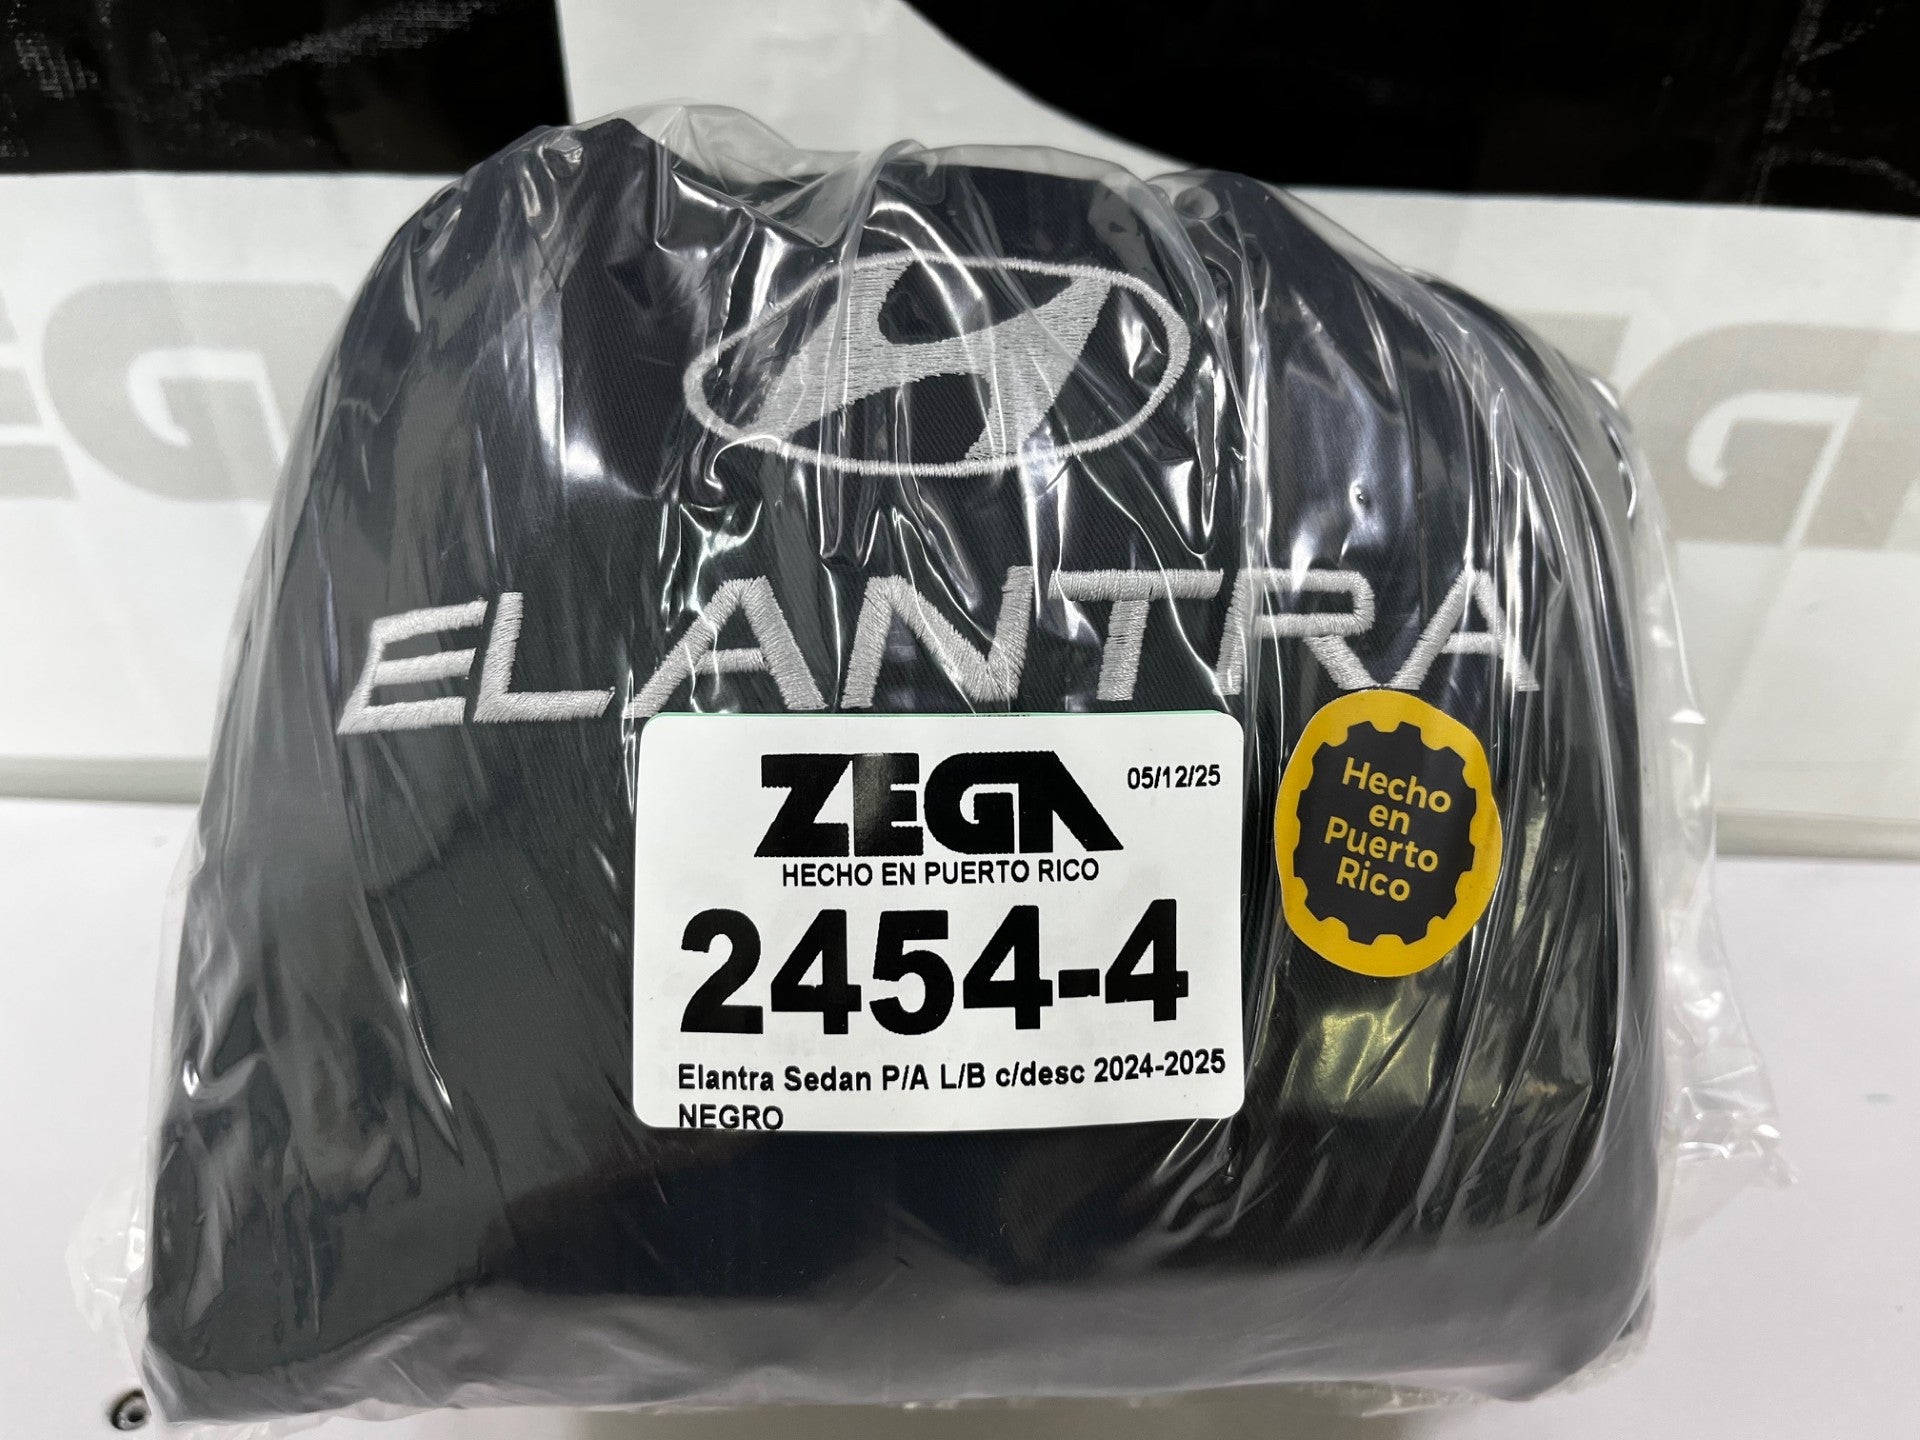 ELANTRA
ZEGA
05/12/25
HECHO EN PUERTO RICO
2454-4
Elantra Sedan P/A L/B c/desc 2024-2025
NEGRO
Hecho
en
Puerto
Rico